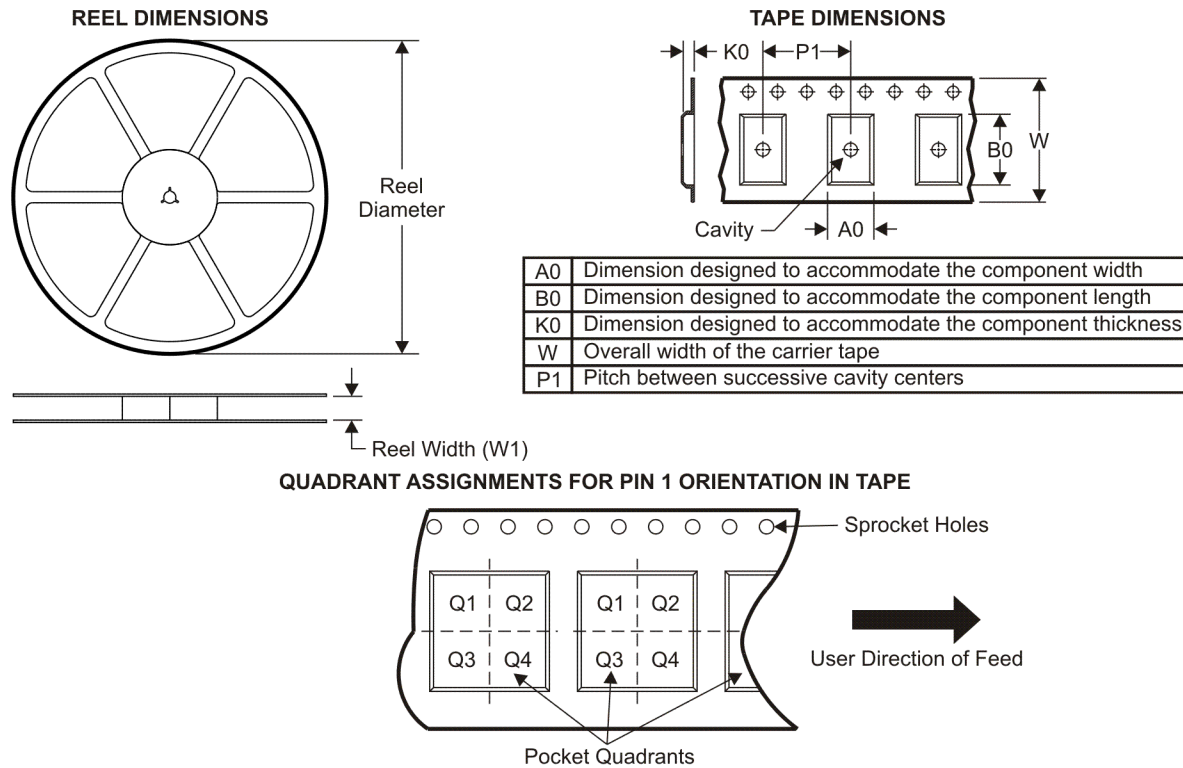 REEL DIMENSIONS
Reel
Diameter
Reel Width (W1)
TAPE DIMENSIONS
K0
P1
B0
W
Cavity
A0
A0 Dimension designed to accommodate the component width
B0 Dimension designed to accommodate the component length
K0 Dimension designed to accommodate the component thickness
W Overall width of the carrier tape
P1 Pitch between successive cavity centers
QUADRANT ASSIGNMENTS FOR PIN 1 ORIENTATION IN TAPE
Sprocket Holes
Q1 Q2 Q1 Q2
Q3 Q4 Q3 Q4
User Direction of Feed
Pocket Quadrants